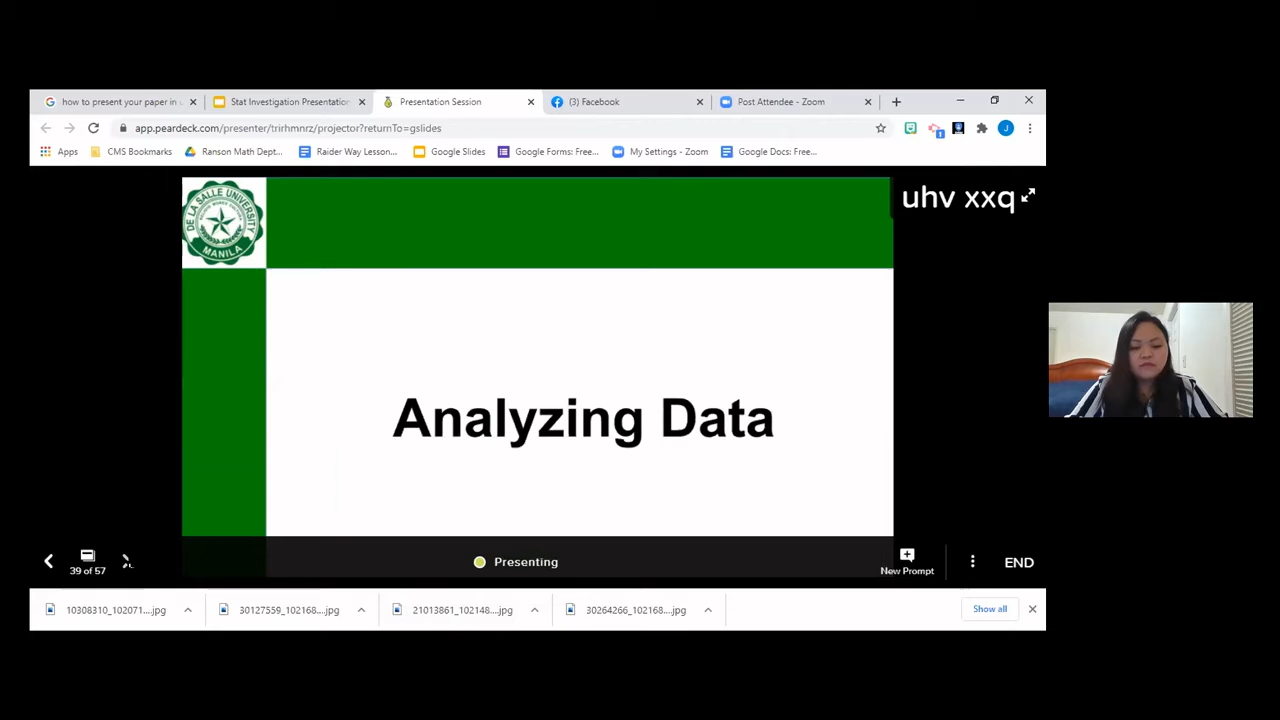 how to present your paper in
Stat Investigation Presentation
Presentation Session
(3) Facebook
Post Attendee - Zoom
app.peardeck.com/presenter/trirhmnrz/projector?returnTo=gslides
J
Apps
CMS Bookmarks
Ranson Math Dept...
Raider Way Lesson...
Google Slides
Google Forms: Free...
My Settings - Zoom
Google Docs: Free...
DE LA SALLE UNIVERSITY
MANILA
uhv xxq
Analyzing Data
39 of 57
Presenting
New Prompt
END
10308310_102071....jpg
30127559_102168....jpg
21013861_102148....jpg
30264266_102168....jpg
Show all